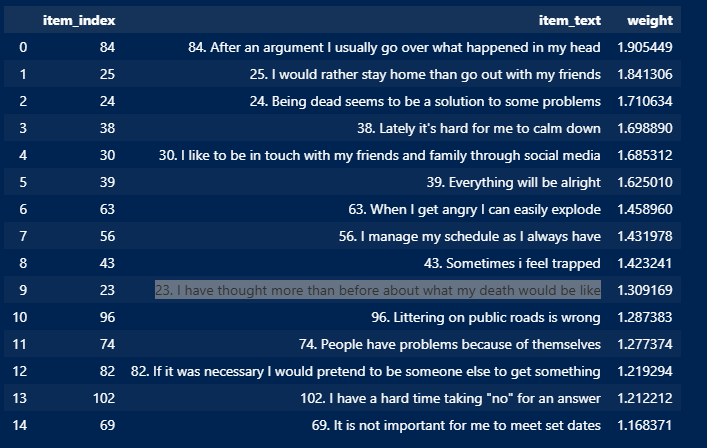 item_index item_text weight
0 84 84. After an argument I usually go over what happened in my head 1.905449
1 25 25. I would rather stay home than go out with my friends 1.841306
2 24 24. Being dead seems to be a solution to some problems 1.710634
3 38 38. Lately it's hard for me to calm down 1.698890
4 30 30. I like to be in touch with my friends and family through social media 1.685312
5 39 39. Everything will be alright 1.625010
6 63 63. When I get angry I can easily explode 1.458960
7 56 56. I manage my schedule as I always have 1.431978
8 43 43. Sometimes i feel trapped 1.423241
9 23 23. I have thought more than before about what my death would be like 1.309169
10 96 96. Littering on public roads is wrong 1.287383
11 74 74. People have problems because of themselves 1.277374
12 82 82. If it was necessary I would pretend to be someone else to get something 1.219294
13 102 102. I have a hard time taking "no" for an answer 1.212212
14 69 69. It is not important for me to meet set dates 1.168371